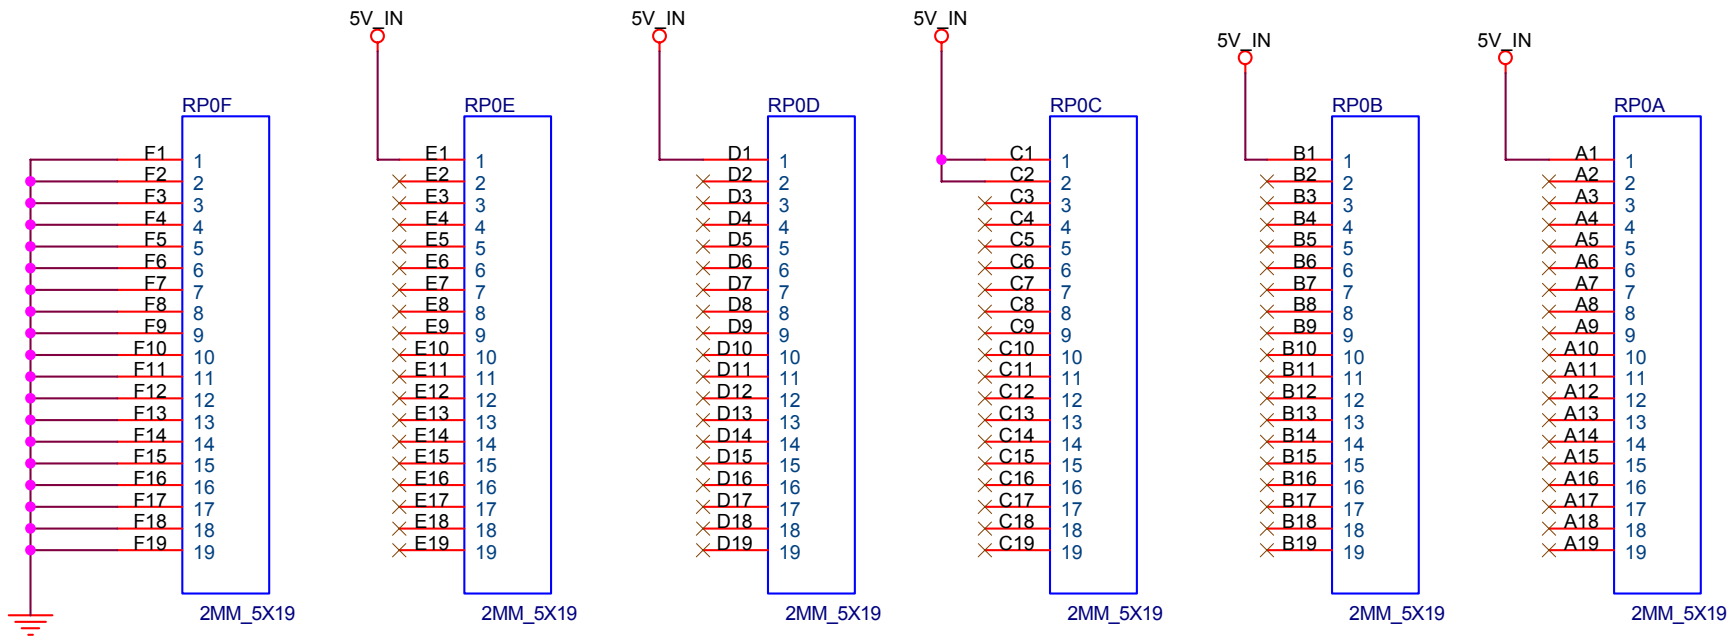 5V_IN 5V_IN 5V_IN
5V_IN 5V_IN
RP0F RP0E RP0D RP0C RP0B RP0A
F1 1 E1 1 D1 1 C1 1 B1 1 A1 1
F2 2 E2 2 D2 2 C2 2 B2 2 A2 2
F3 3 E3 3 D3 3 C3 3 B3 3 A3 3
F4 4 E4 4 D4 4 C4 4 B4 4 A4 4
F5 5 E5 5 D5 5 C5 5 B5 5 A5 5
F6 6 E6 6 D6 6 C6 6 B6 6 A6 6
F7 7 E7 7 D7 7 C7 7 B7 7 A7 7
F8 8 E8 8 D8 8 C8 8 B8 8 A8 8
F9 9 E9 9 D9 9 C9 9 B9 9 A9 9
F10 10 E10 10 D10 10 C10 10 B10 10 A10 10
F11 11 E11 11 D11 11 C11 11 B11 11 A11 11
F12 12 E12 12 D12 12 C12 12 B12 12 A12 12
F13 13 E13 13 D13 13 C13 13 B13 13 A13 13
F14 14 E14 14 D14 14 C14 14 B14 14 A14 14
F15 15 E15 15 D15 15 C15 15 B15 15 A15 15
F16 16 E16 16 D16 16 C16 16 B16 16 A16 16
F17 17 E17 17 D17 17 C17 17 B17 17 A17 17
F18 18 E18 18 D18 18 C18 18 B18 18 A18 18
F19 19 E19 19 D19 19 C19 19 B19 19 A19 19
2MM_5X19 2MM_5X19 2MM_5X19 2MM_5X19 2MM_5X19 2MM_5X19